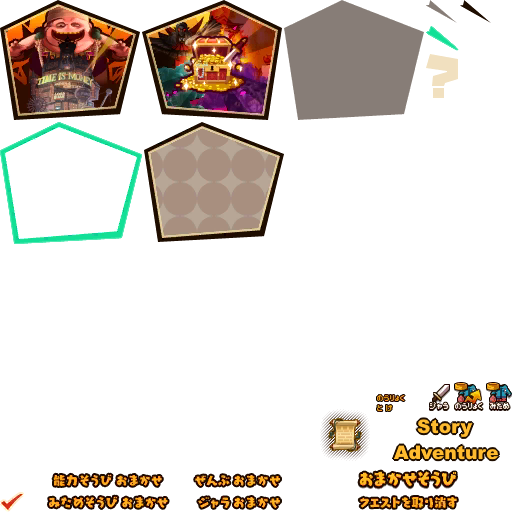 TIME IS MONEY
?
のうりょく
とけ
ジャラ のうりょく みため
Story
Adventure
能力そうび おまかせ
ぜんぶ おまかせ
おまかせそうび
みためそうび おまかせ
ジャラ おまかせ
クエストを取り消す